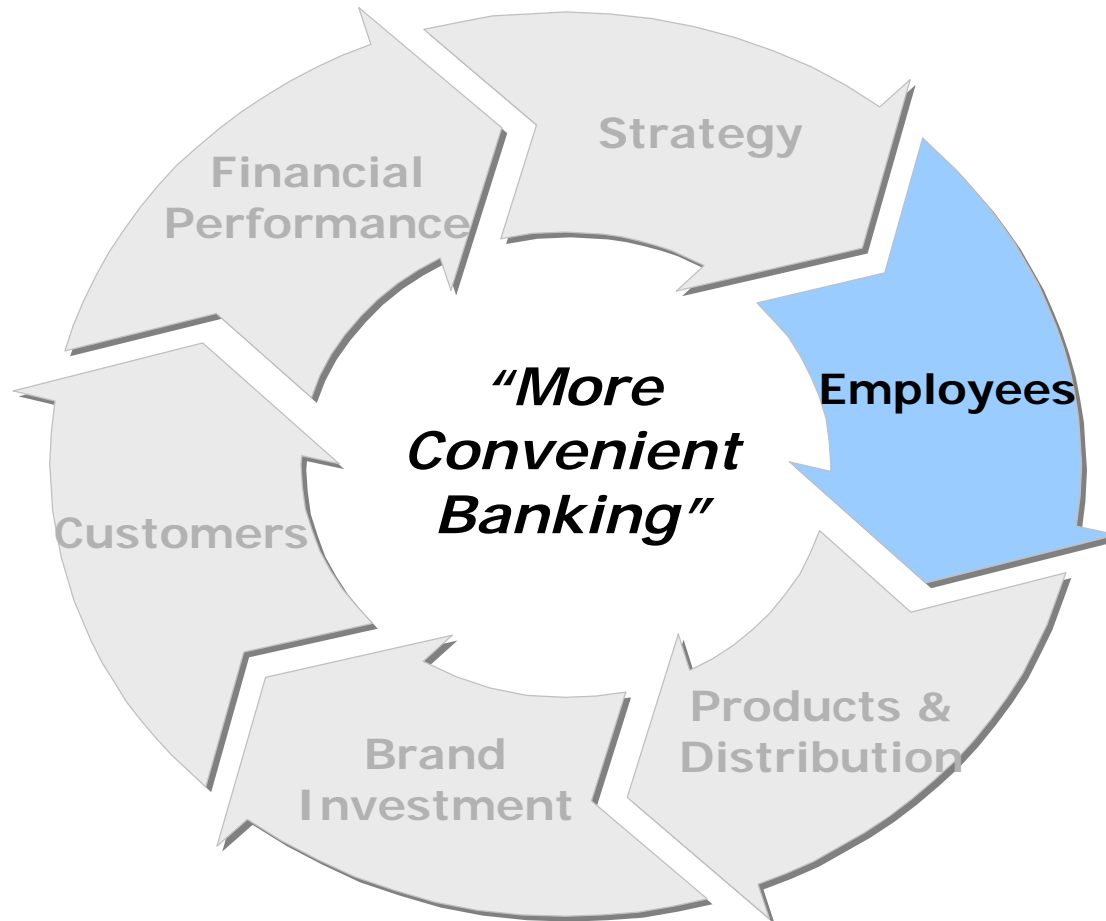 Strategy
Financial
Performance
Employees
“More
Convenient
Banking”
Customers
Products &
Distribution
Brand
Investment